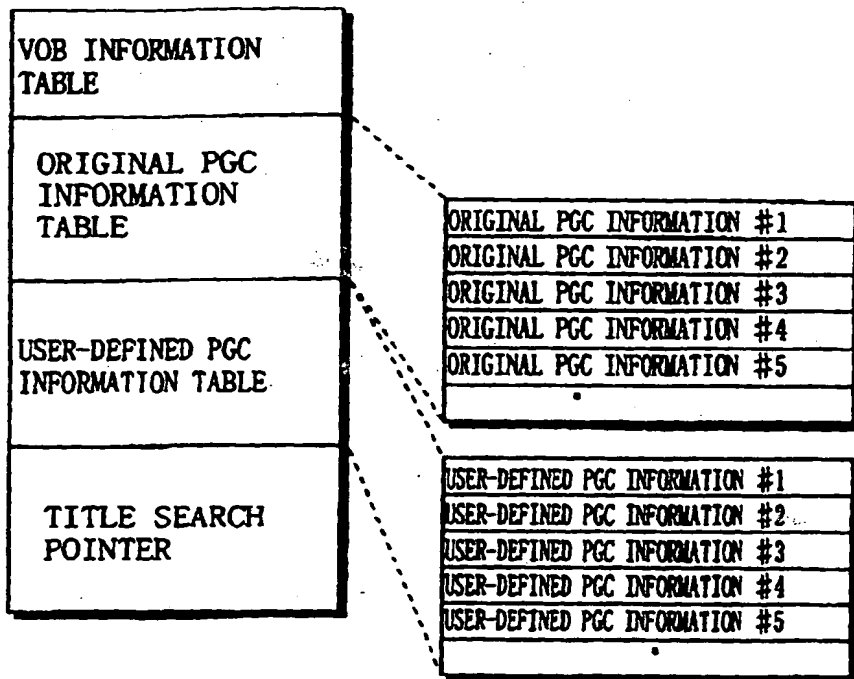 VOB INFORMATION
TABLE
ORIGINAL PGC
INFORMATION
TABLE
USER-DEFINED PGC
INFORMATION TABLE
TITLE SEARCH
POINTER
ORIGINAL PGC INFORMATION #1
ORIGINAL PGC INFORMATION #2
ORIGINAL PGC INFORMATION #3
ORIGINAL PGC INFORMATION #4
ORIGINAL PGC INFORMATION #5
USER-DEFINED PGC INFORMATION #1
USER-DEFINED PGC INFORMATION #2
USER-DEFINED PGC INFORMATION #3
USER-DEFINED PGC INFORMATION #4
USER-DEFINED PGC INFORMATION #5